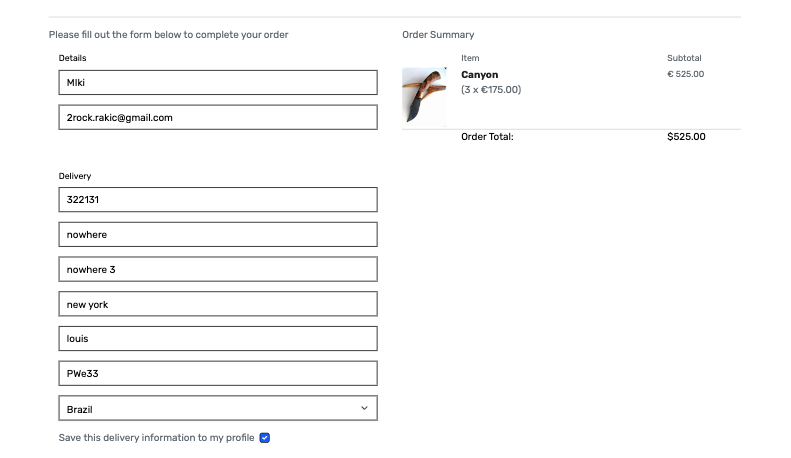 Please fill out the form below to complete your order
Details
MIki
2rock.rakic@gmail.com
Delivery
322131
nowhere
nowhere 3
new york
louis
PWe33
Brazil
Save this delivery information to my profile
Order Summary
Item Subtotal
Canyon € 525.00
(3 x €175.00)
Order Total: $525.00